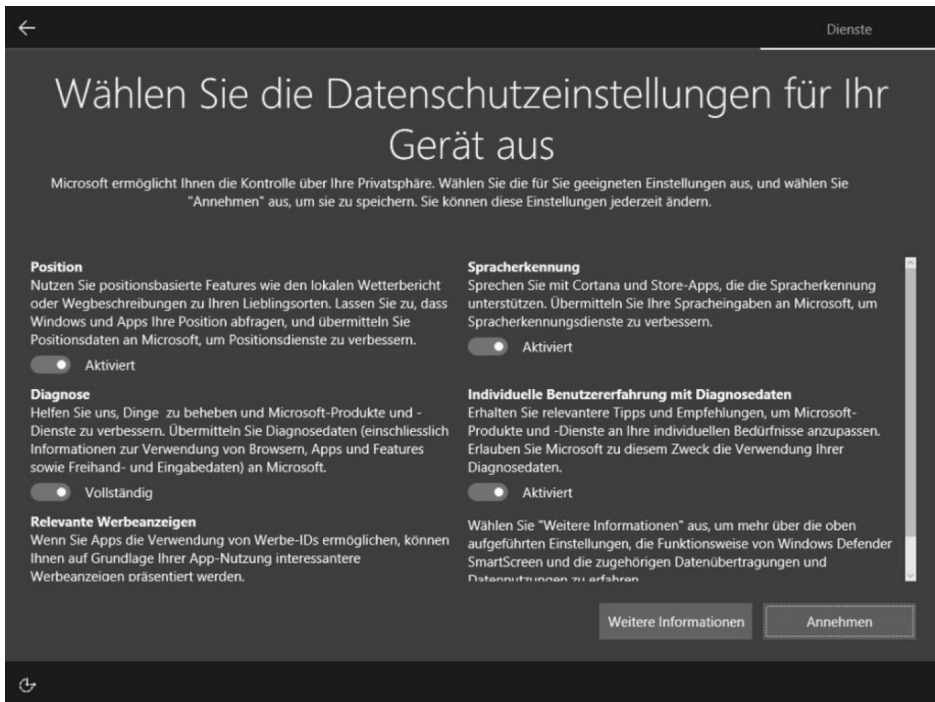 Dienste
Wählen Sie die Datenschutzeinstellungen für Ihr
Gerät aus
Microsoft ermöglicht Ihnen die Kontrolle über Ihre Privatsphäre. Wählen Sie die für Sie geeigneten Einstellungen aus, und wählen Sie
"Annehmen" aus, um sie zu speichern. Sie können diese Einstellungen jederzeit ändern.
Position
Nutzen Sie positionsbasierte Features wie den lokalen Wetterbericht
oder Wegbeschreibungen zu Ihren Lieblingsorten. Lassen Sie zu, dass
Windows und Apps Ihre Position abfragen, und übermitteln Sie
Positionsdaten an Microsoft, um Positionsdienste zu verbessern.
Aktiviert
Diagnose
Helfen Sie uns, Dinge zu beheben und Microsoft-Produkte und -
Dienste zu verbessern. Übermitteln Sie Diagnosedaten (einschliesslich
Informationen zur Verwendung von Browsern, Apps und Features
sowie Freihand- und Eingabedaten) an Microsoft.
Vollständig
Relevante Werbeanzeigen
Wenn Sie Apps die Verwendung von Werbe-IDs ermöglichen, können
Ihnen auf Grundlage Ihrer App-Nutzung interessantere
Werbeanzeigen präsentiert werden.
Spracherkennung
Sprechen Sie mit Cortana und Store-Apps, die die Spracherkennung
unterstützen. Übermitteln Sie Ihre Spracheingaben an Microsoft, um
Spracherkennungsdienste zu verbessern.
Aktiviert
Individuelle Benutzererfahrung mit Diagnosedaten
Erhalten Sie relevantere Tipps und Empfehlungen, um Microsoft-
Produkte und -Dienste an Ihre individuellen Bedürfnisse anzupassen.
Erlauben Sie Microsoft zu diesem Zweck die Verwendung Ihrer
Diagnosedaten.
Aktiviert
Wählen Sie "Weitere Informationen" aus, um mehr über die oben
aufgeführten Einstellungen, die Funktionsweise von Windows Defender
SmartScreen und die zugehörigen Datenübertragungen und
Datennutzungen zu erfahren.
Weitere Informationen
Annehmen